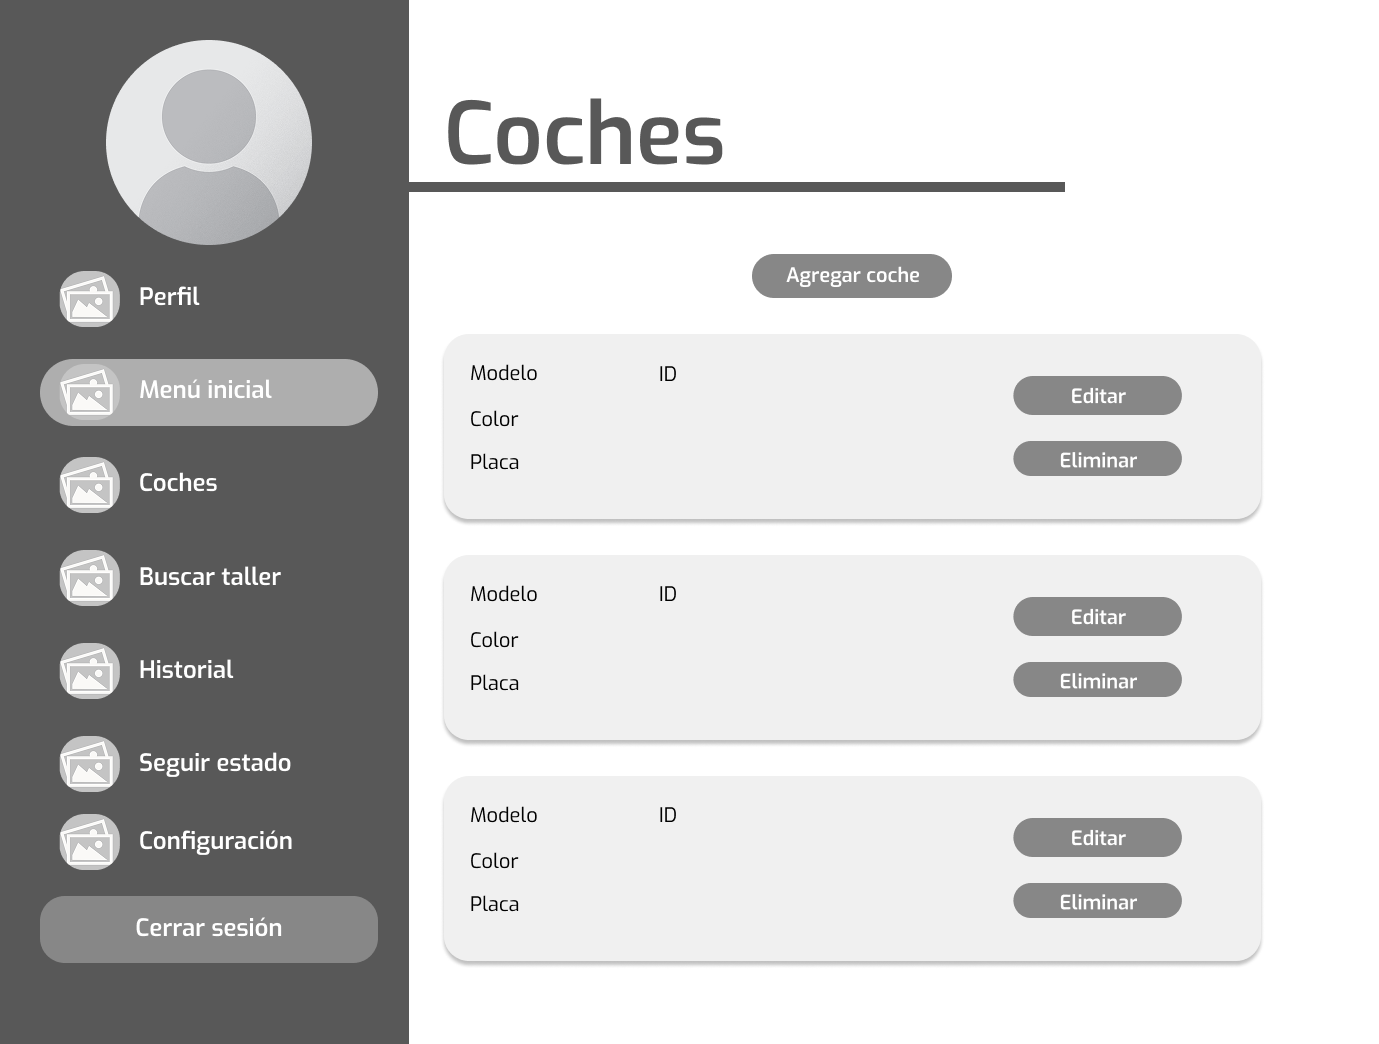 Perfil
Menú inicial
Coches
Buscar taller
Historial
Seguir estado
Configuración
Cerrar sesión
Coches
Agregar coche
Modelo ID
Color
Placa
Editar
Eliminar
Modelo ID
Color
Placa
Editar
Eliminar
Modelo ID
Color
Placa
Editar
Eliminar